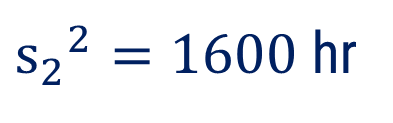 s₂² = 1600 hr